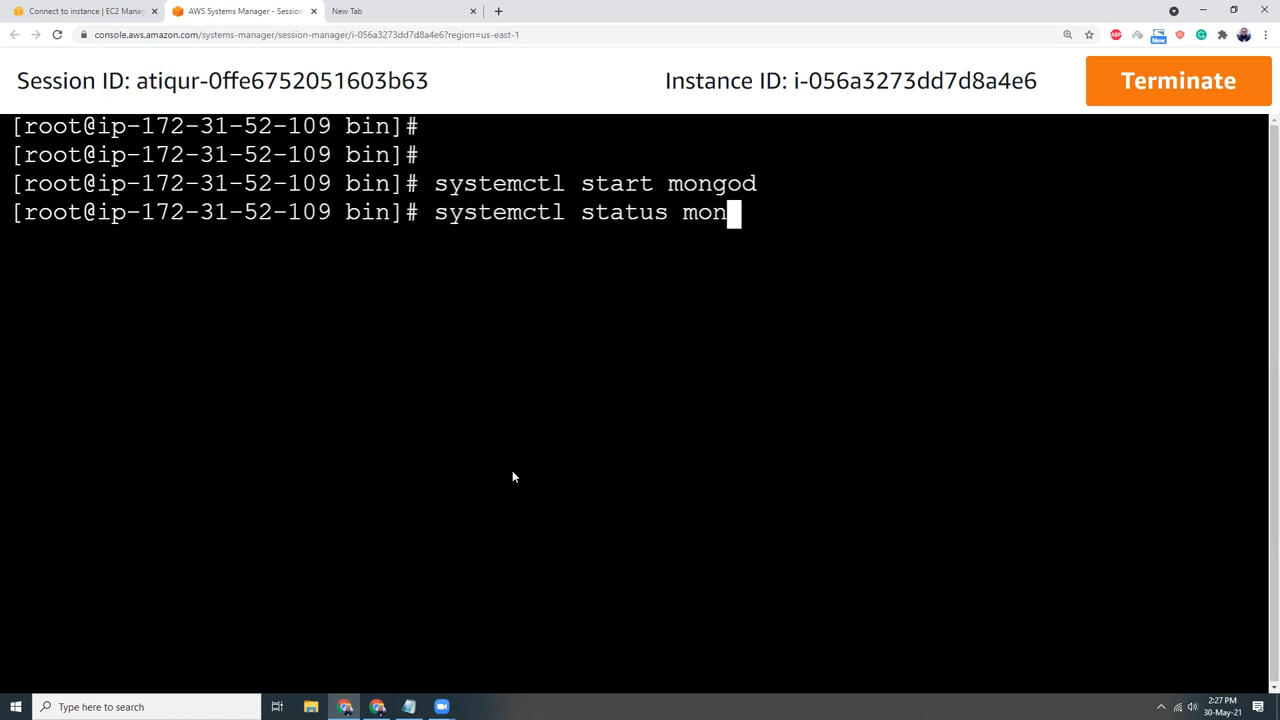 Connect to instance | EC2 Manag
AWS Systems Manager - Session
New Tab
console.aws.amazon.com/systems-manager/session-manager/i-056a3273dd7d8a4e6?region=us-east-1
ABP
New
Session ID: atiqur-0ffe6752051603b63
Instance ID: i-056a3273dd7d8a4e6
Terminate
[root@ip-172-31-52-109 bin]#
[root@ip-172-31-52-109 bin]#
[root@ip-172-31-52-109 bin]# systemctl start mongod
[root@ip-172-31-52-109 bin]# systemctl status mon
Type here to search
2:27 PM
30-May-21